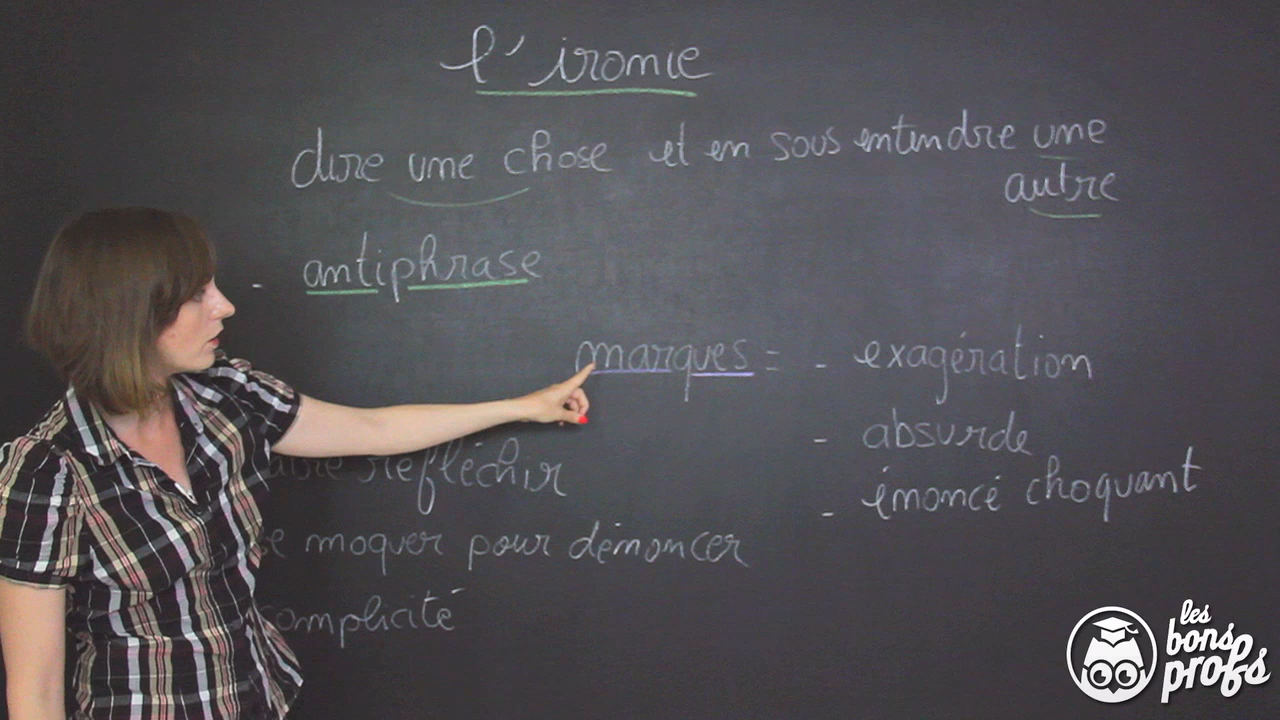 l'ironie
dire une chose et en sous entendre une
autre
- antiphrase
marques = - exagération
- absurde
- énoncé choquant
réfléchir
se moquer pour dénoncer
complicité
les
bons
profs